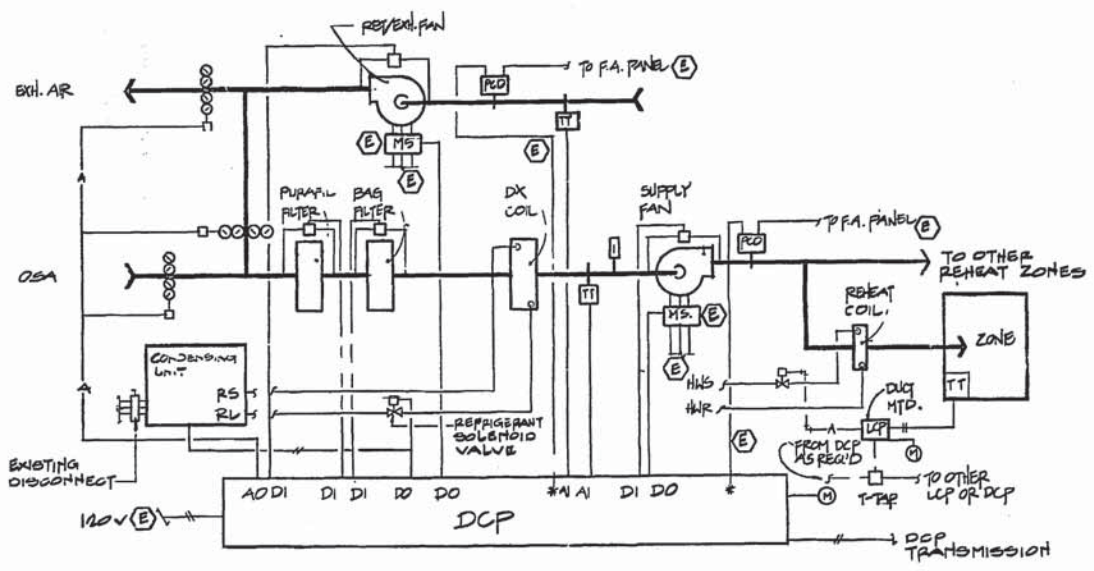 RET/EXH. FAN
TO F.A. PANEL E
PCD
EXH. AIR
TT
E
MS
E
E
A
PURAFIL
FILTER
BAG
FILTER
DX
COIL
SUPPLY
FAN
TO F.A. PANEL E
PCD
I
OSA
TO OTHER
REHEAT ZONES
TT
MS.
E
E
REHEAT
COIL
ZONE
TT
CONDENSING
UNIT
RS
RL
A
HWS
HWR
DUCT
MTD.
LCP
A
M
REFRIGERANT
SOLENOID
VALVE
E
FROM DCP
AS REQ'D
EXISTING
DISCONNECT
T-TAP
TO OTHER
LCP OR DCP
M
AO DI DI DI DO DO *AI AI DI DO *
120V E
DCP
DCP
TRANSMISSION